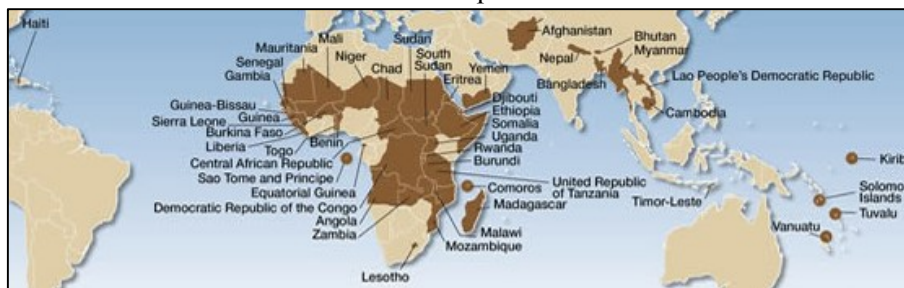 Haiti
Mauritania
Mali
Sudan
Senegal
Niger
South
Sudan
Gambia
Chad
Eritrea
Yemen
Guinea-Bissau
Guinea
Sierra Leone
Burkina Faso
Liberia
Togo
Benin
Central African Republic
Sao Tome and Principe
Equatorial Guinea
Democratic Republic of the Congo
Angola
Zambia
Lesotho
Djibouti
Ethiopia
Somalia
Uganda
Rwanda
Burundi
United Republic
of Tanzania
Comoros
Madagascar
Malawi
Mozambique
Afghanistan
Bhutan
Nepal
Myanmar
Bangladesh
Lao People's Democratic Republic
Cambodia
Timor-Leste
Kirib
Solomo
Islands
Tuvalu
Vanuatu